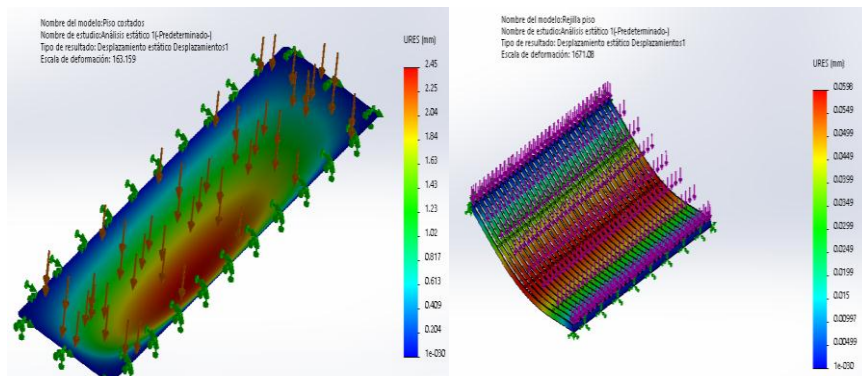 Nombre del modelo:Piso costados
Nombre de estudio:Análisis estático 1(-Predeterminado-)
Tipo de resultado: Desplazamiento estático Desplazamientos1
Escala de deformación: 163.159
URES (mm)
2.45
2.25
2.04
1.84
1.63
1.43
1.23
1.02
0.817
0.613
0.409
0.204
1e-030
Nombre del modelo:Rejilla piso
Nombre de estudio:Análisis estático 1(-Predeterminado-)
Tipo de resultado: Desplazamiento estático Desplazamientos1
Escala de deformación: 1671.08
URES (mm)
0.0598
0.0549
0.0499
0.0449
0.0399
0.0349
0.0299
0.0249
0.0199
0.015
0.00997
0.00499
1e-030